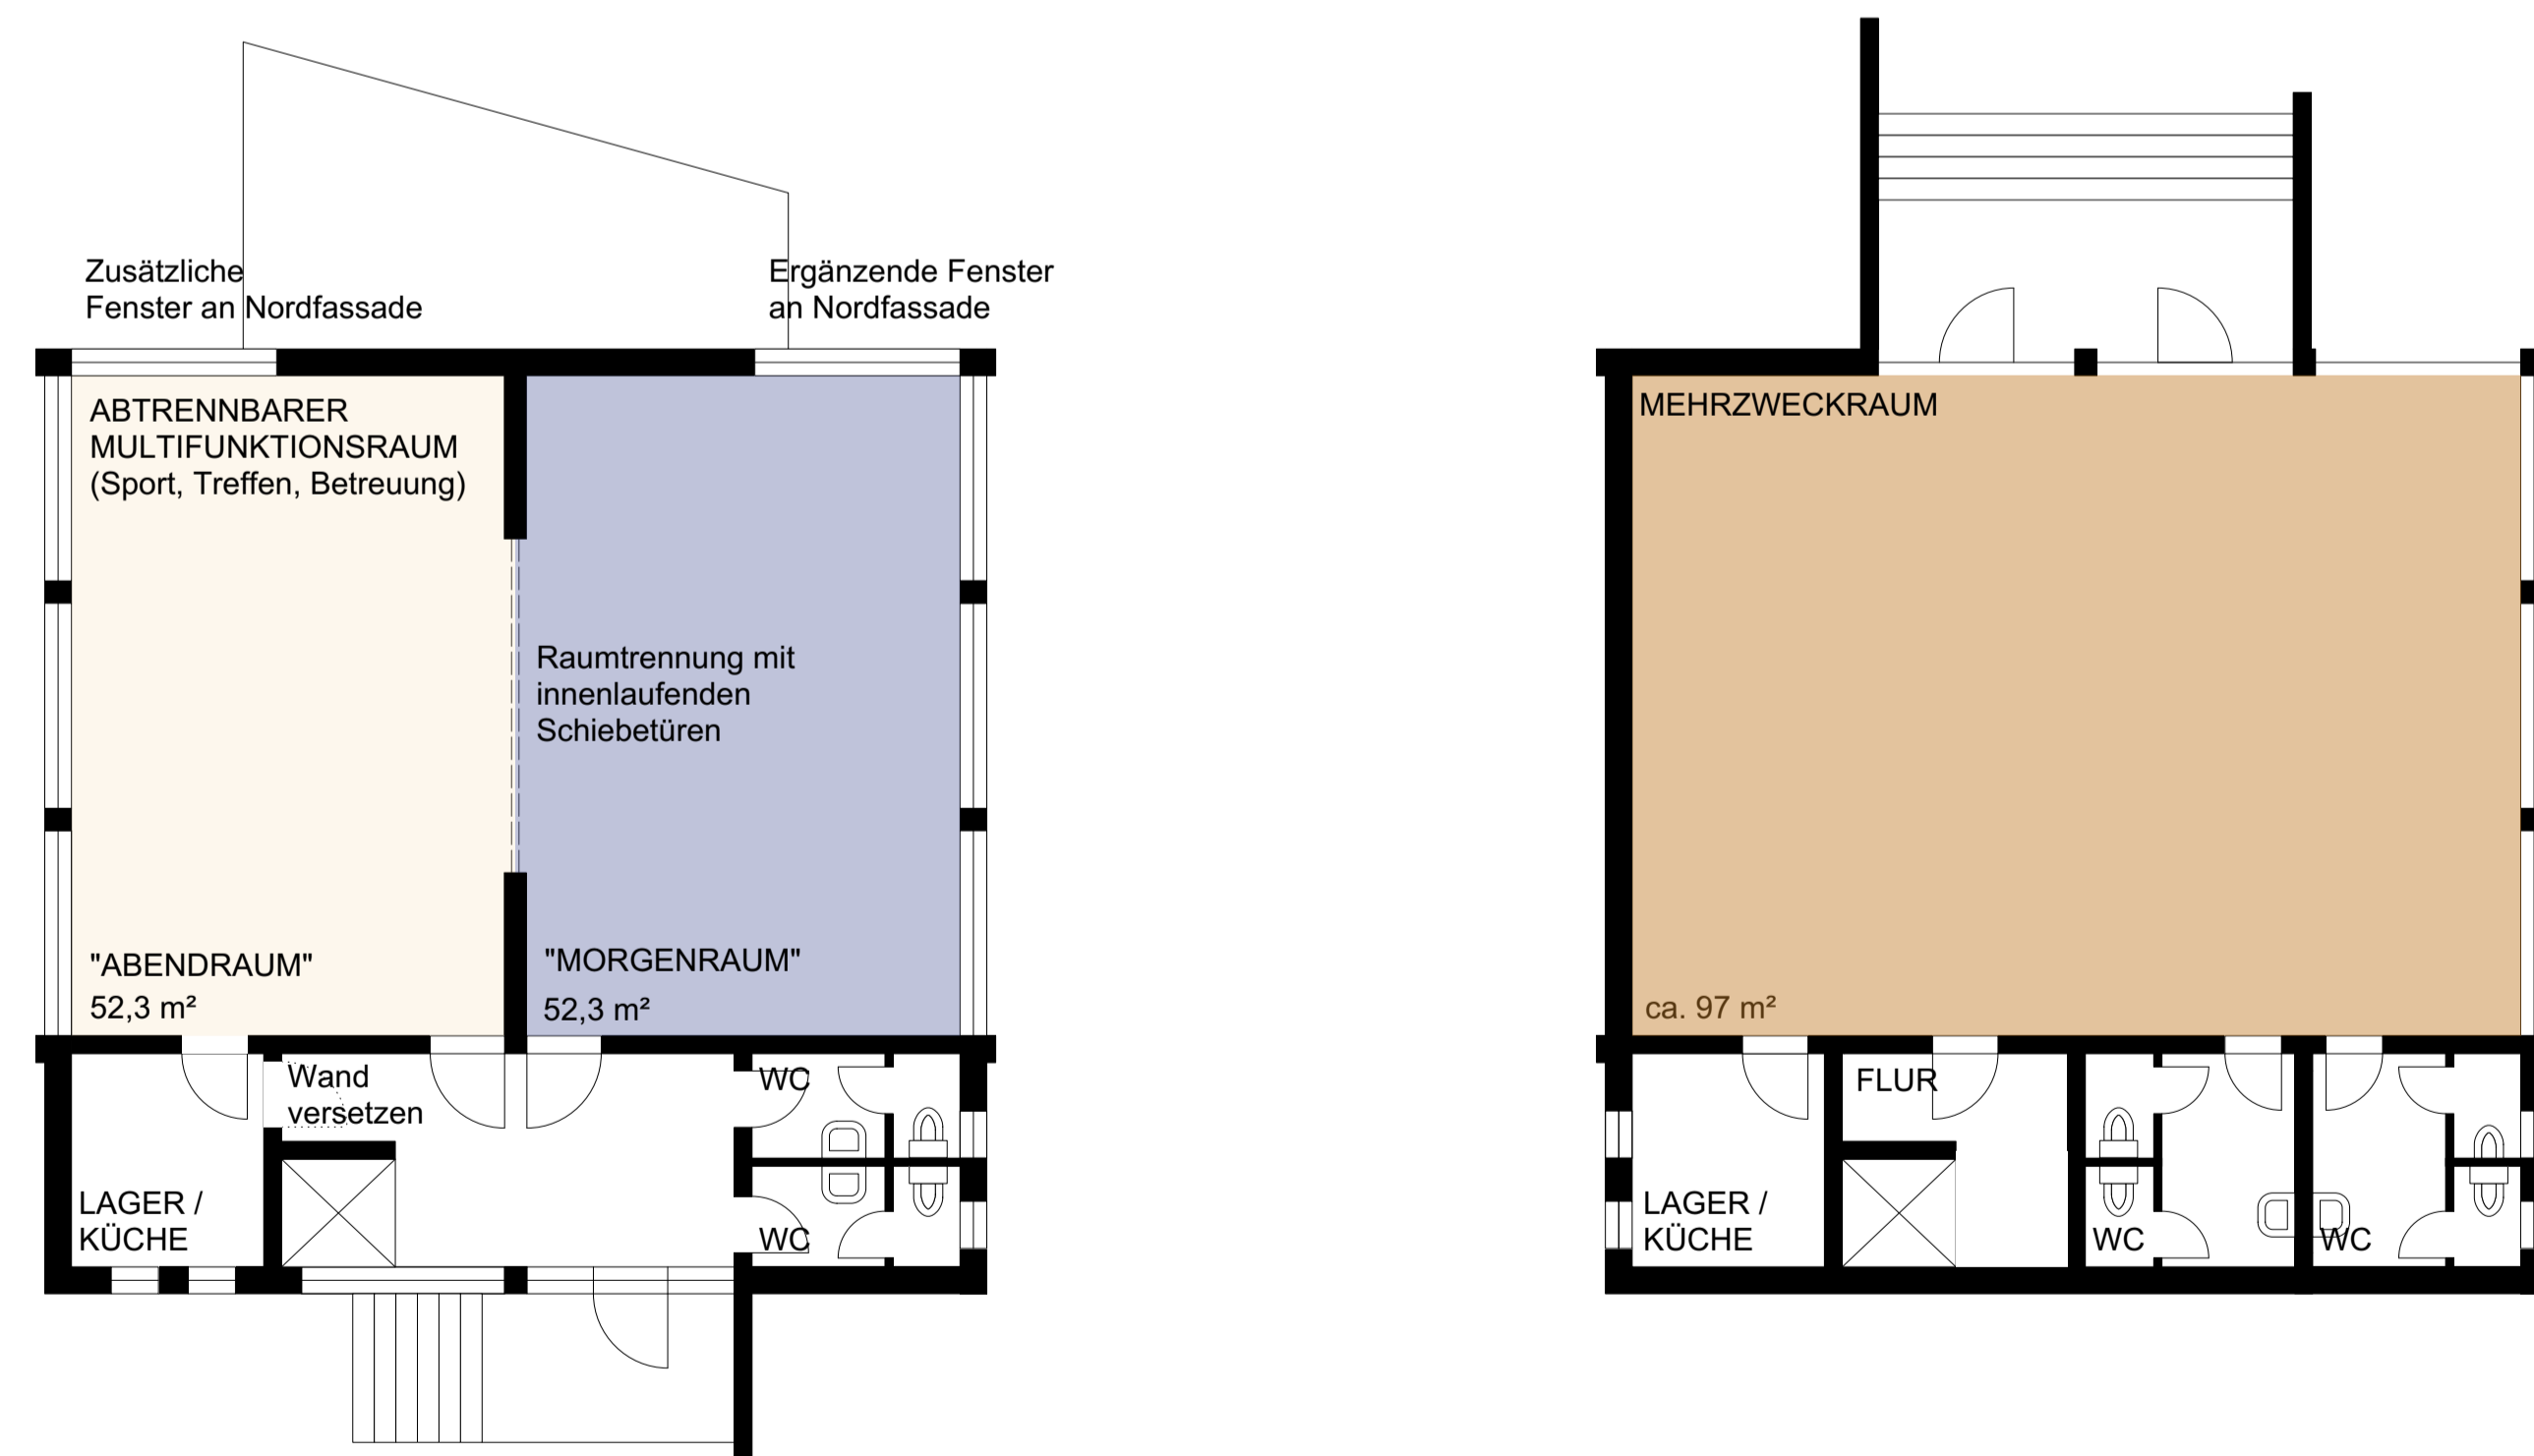 Zusätzliche
Fenster an Nordfassade
Ergänzende Fenster
an Nordfassade
ABTRENNBARER
MULTIFUNKTIONSRAUM
(Sport, Treffen, Betreuung)
Raumtrennung mit
innenlaufenden
Schiebetüren
"ABENDRAUM"
52,3 m²
"MORGENRAUM"
52,3 m²
Wand
versetzen
WC
LAGER /
KÜCHE
WC
MEHRZWECKRAUM
ca. 97 m²
FLUR
LAGER /
KÜCHE
WC
WC